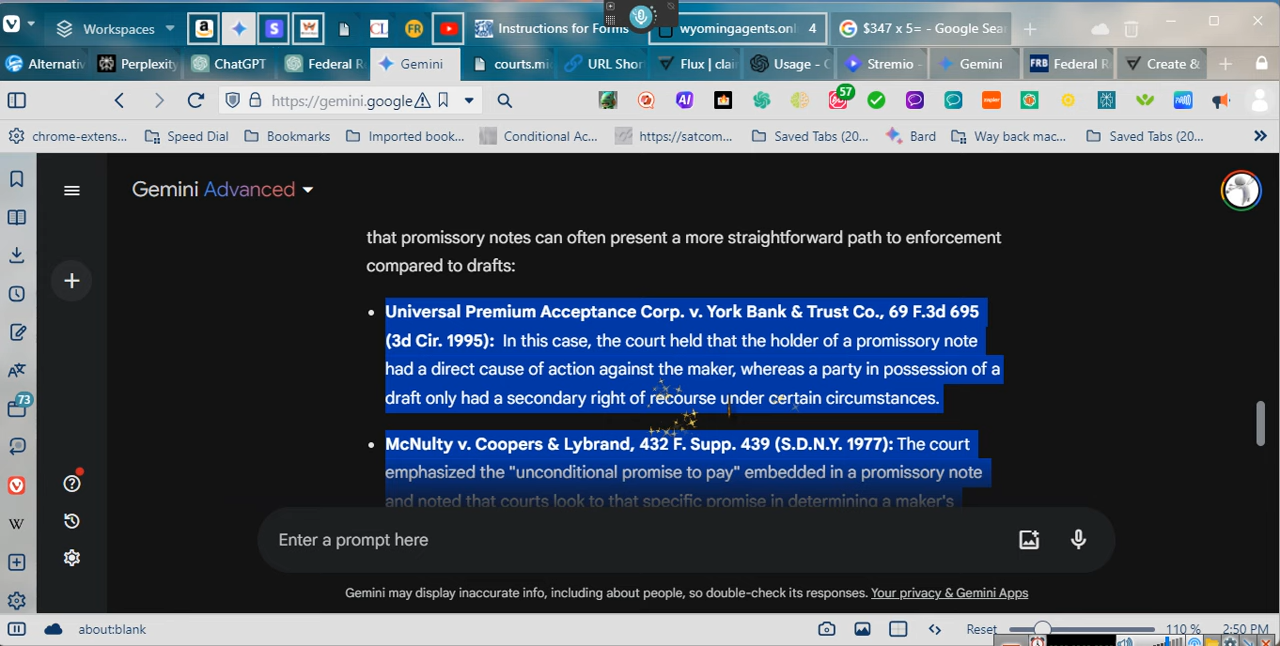 Workspaces
Instructions for Forms
wyomingagents.onl
4
$347 x 5= - Google Sea
Alternativ
Perplexity
ChatGPT
Federal R
Gemini
courts.mi
URL Shor
Flux | clai
Usage - C
Stremio -
Gemini
FRB
Federal R
Create &
https://gemini.google
57
chrome-extens...
Speed Dial
Bookmarks
Imported book...
Conditional Ac...
https://satcom...
Saved Tabs (20...
Bard
Way back mac...
Saved Tabs (20...
Gemini Advanced
that promissory notes can often present a more straightforward path to enforcement
compared to drafts:
• Universal Premium Acceptance Corp. v. York Bank & Trust Co., 69 F.3d 695
(3d Cir. 1995): In this case, the court held that the holder of a promissory note
had a direct cause of action against the maker, whereas a party in possession of a
draft only had a secondary right of recourse under certain circumstances.
• McNulty v. Coopers & Lybrand, 432 F. Supp. 439 (S.D.N.Y. 1977): The court
emphasized the "unconditional promise to pay" embedded in a promissory note
and noted that courts look to that specific promise in determining a maker's
73
Enter a prompt here
Gemini may display inaccurate info, including about people, so double-check its responses. Your privacy & Gemini Apps
about:blank
Reset
110 %
2:50 PM